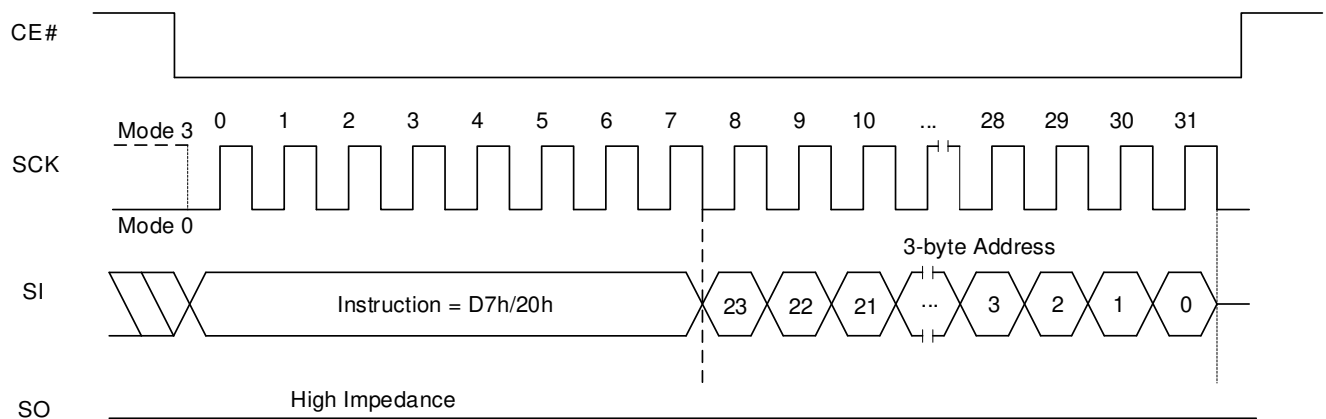 CE#
0 1 2 3 4 5 6 7 8 9 10 ... 28 29 30 31
Mode 3
SCK
Mode 0
3-byte Address
SI
Instruction = D7h/20h 23 22 21 ... 3 2 1 0
High Impedance
SO